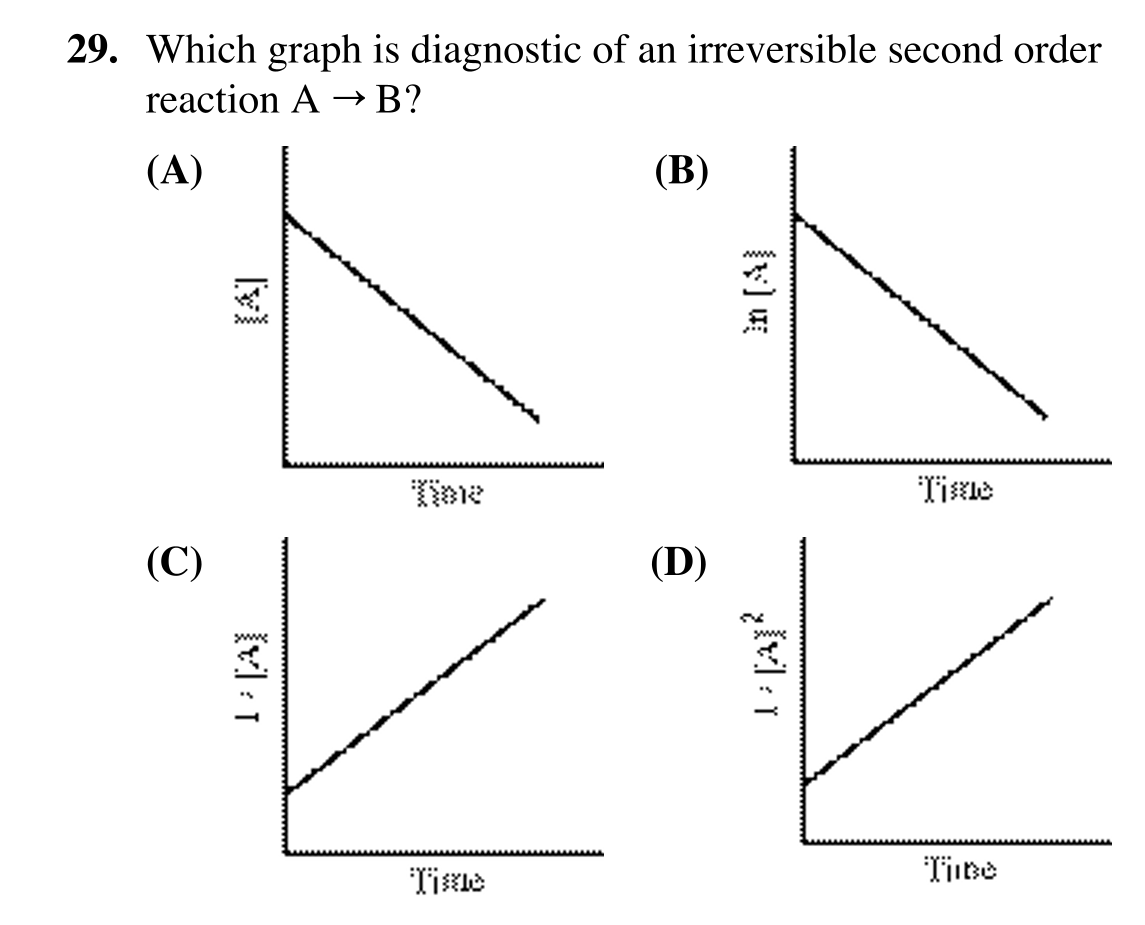 29. Which graph is diagnostic of an irreversible second order
reaction A → B?
(A)
[A]
Time
(B)
ln [A]
Time
(C)
1 / [A]
Time
(D)
1 / [A]²
Time